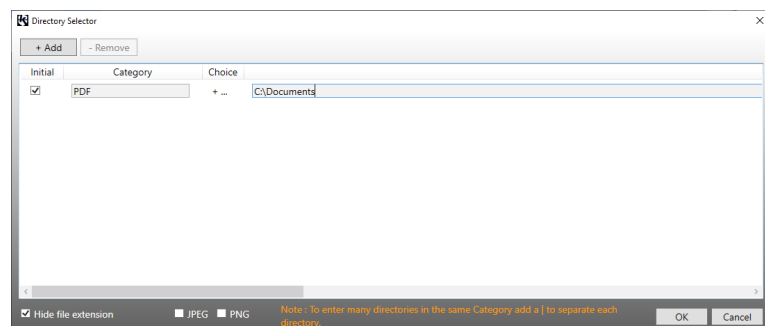 Directory Selector
+ Add
- Remove
Initial Category Choice
PDF + ... C:\Documents
Hide file extension JPEG PNG
Note : To enter many directories in the same Category add a | to separate each
directory.
OK Cancel